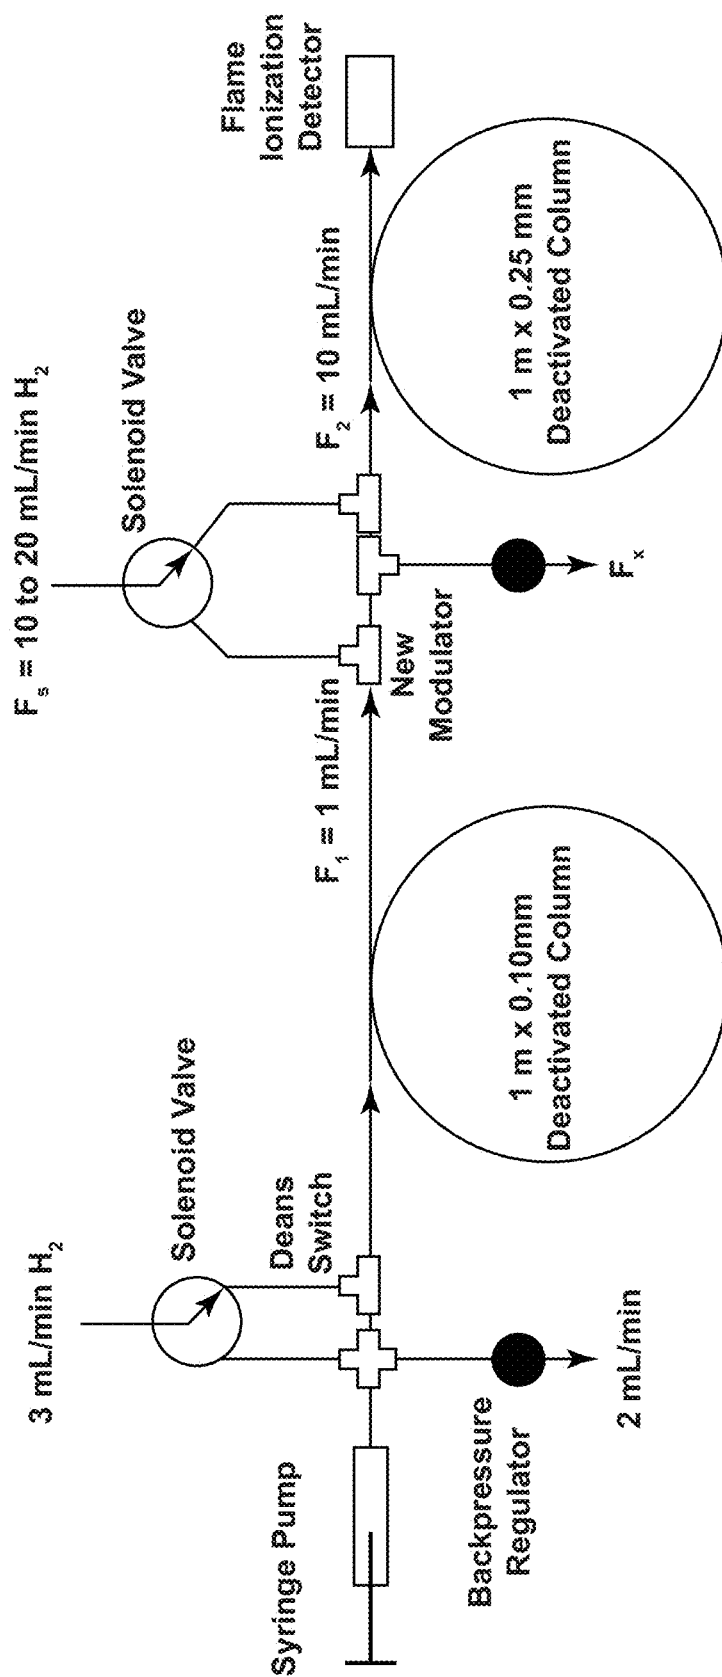 Syringe Pump
3 mL/min H₂
Solenoid Valve
Deans
Switch
Backpressure
Regulator
2 mL/min
1 m x 0.10mm
Deactivated Column
F₁ = 1 mL/min
Fₛ = 10 to 20 mL/min H₂
Solenoid Valve
New
Modulator
Fₓ
F₂ = 10 mL/min
1 m x 0.25 mm
Deactivated Column
Flame
Ionization
Detector